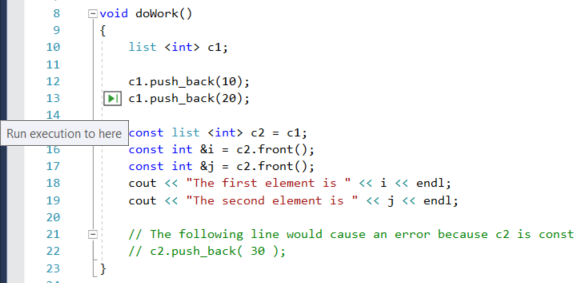 8 void doWork()
9 {
10 list <int> c1;
11
12 c1.push_back(10);
13 c1.push_back(20);
14
Run execution to here const list <int> c2 = c1;
16 const int &i = c2.front();
17 const int &j = c2.front();
18 cout << "The first element is " << i << endl;
19 cout << "The second element is " << j << endl;
20
21 // The following line would cause an error because c2 is const
22 // c2.push_back( 30 );
23 }